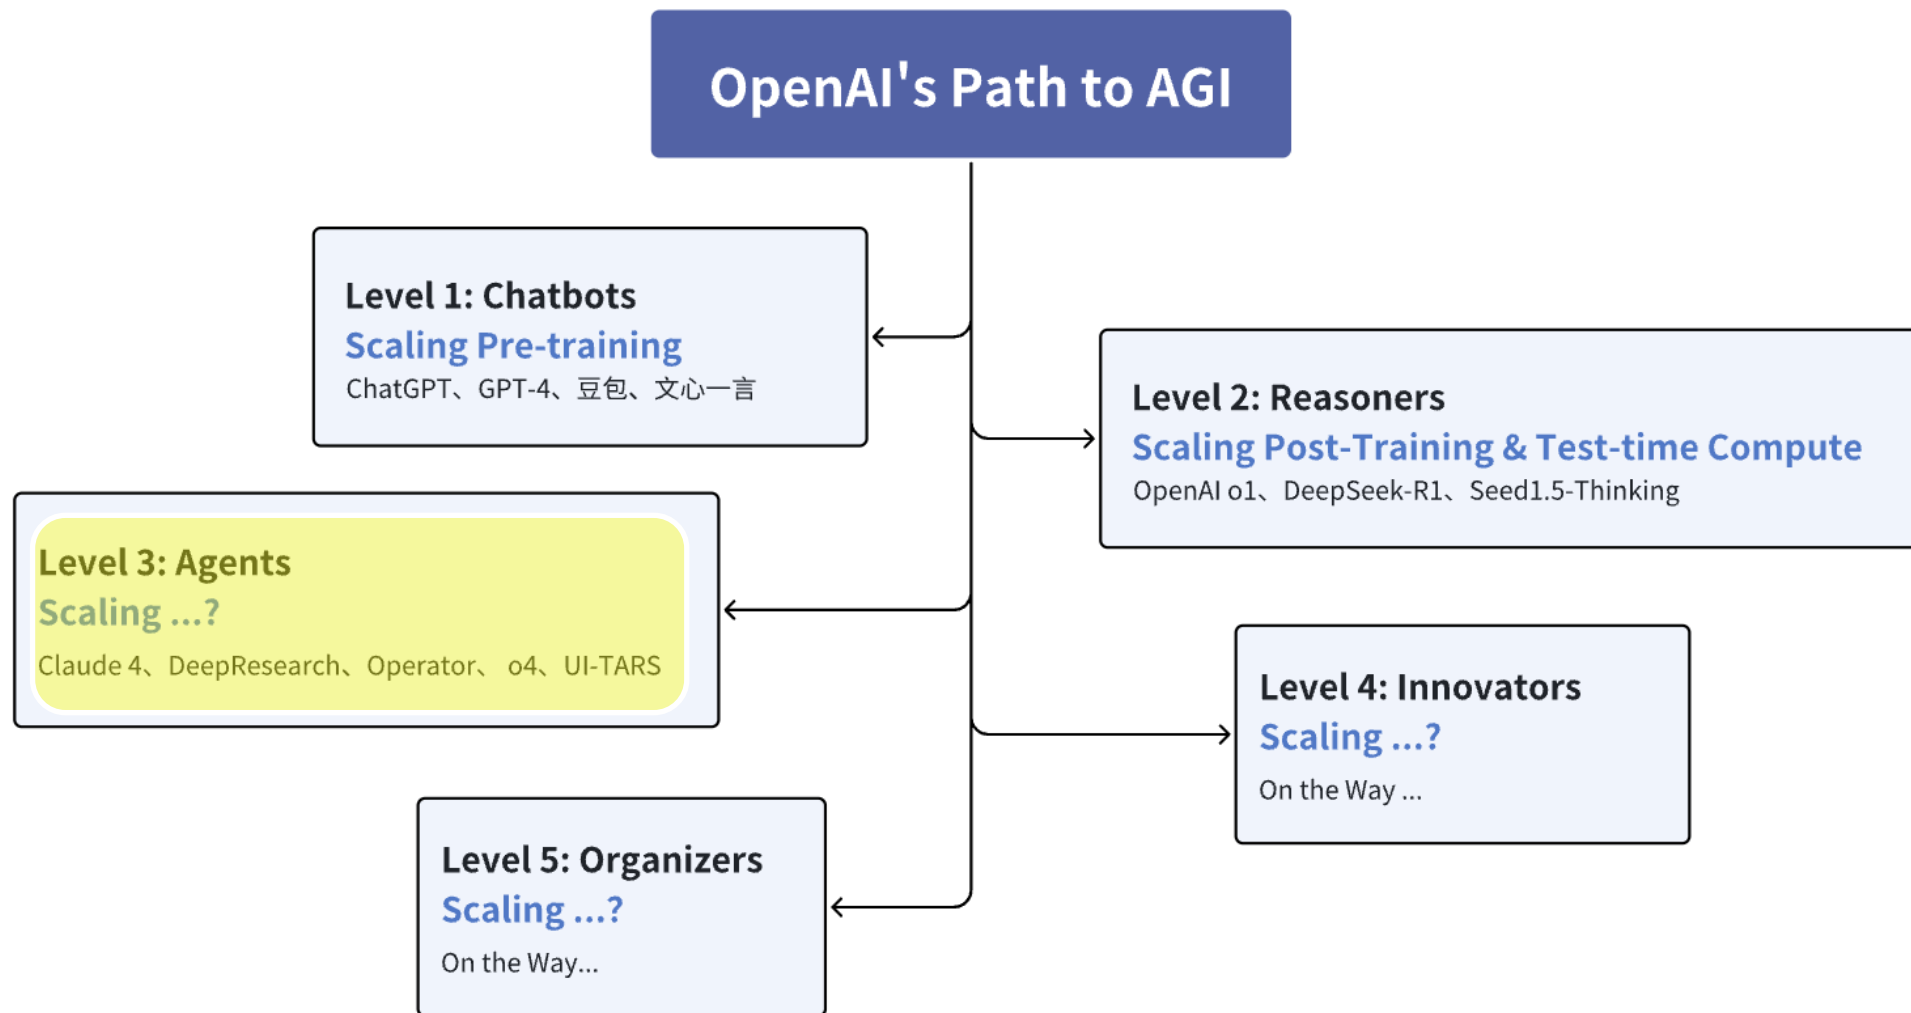 OpenAI's Path to AGI
Level 1: Chatbots
Scaling Pre-training
ChatGPT、GPT-4、豆包、文心一言
Level 2: Reasoners
Scaling Post-Training & Test-time Compute
OpenAI o1、DeepSeek-R1、Seed1.5-Thinking
Level 3: Agents
Scaling ...?
Claude 4、DeepResearch、Operator、 o4、UI-TARS
Level 4: Innovators
Scaling ...?
On the Way ...
Level 5: Organizers
Scaling ...?
On the Way...